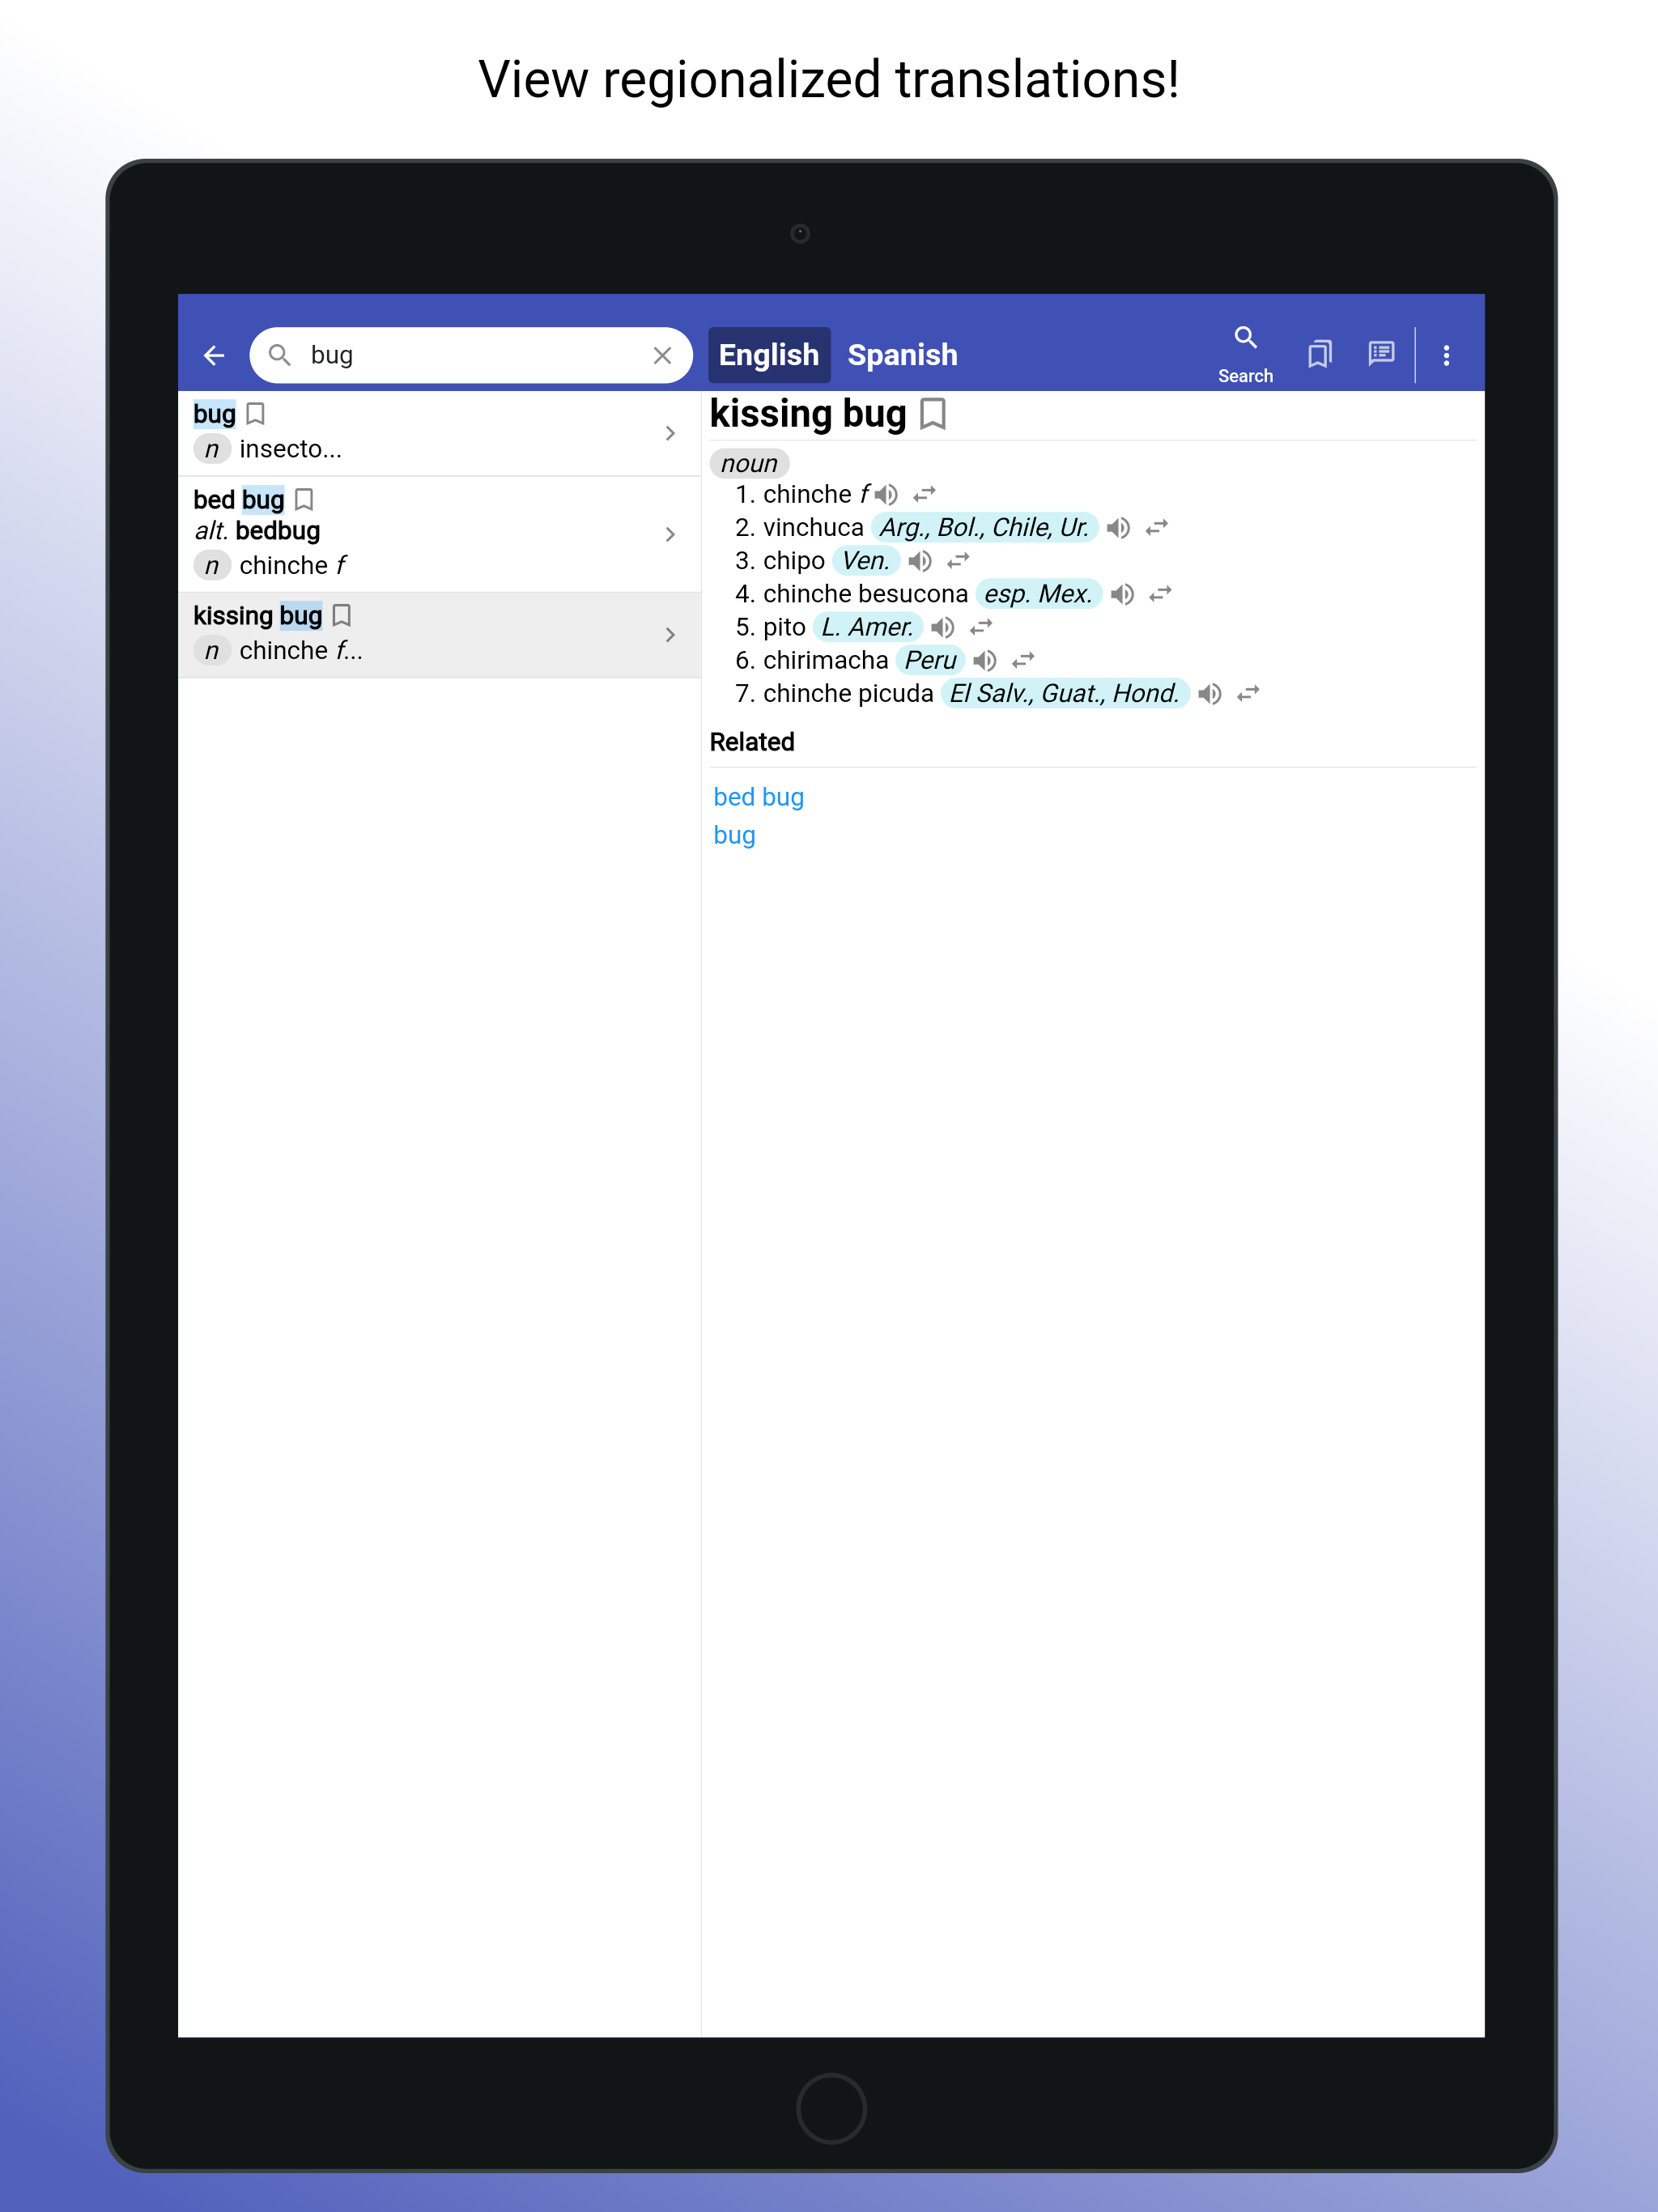 View regionalized translations!
bug
English Spanish
Search
bug
n insecto...
bed bug
alt. bedbug
n chinche f
kissing bug
n chinche f...
kissing bug
noun
1. chinche f
2. vinchuca Arg., Bol., Chile, Ur.
3. chipo Ven.
4. chinche besucona esp. Mex.
5. pito L. Amer.
6. chirimacha Peru
7. chinche picuda El Salv., Guat., Hond.
Related
bed bug
bug